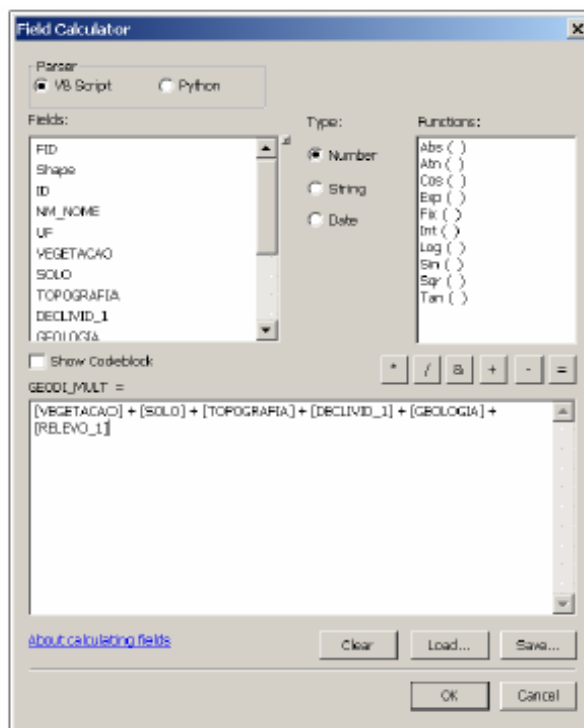 Field Calculator
Parser
VB Script Python
Fields: Type: Functions:
FID
Shape
ID
NM_NOME
UF
VEGETACAO
SOLO
TOPOGRAFIA
DECLIVID_1
GEOLOGIA
Number
String
Date
Abs ( )
Atn ( )
Cos ( )
Exp ( )
Fix ( )
Int ( )
Log ( )
Sin ( )
Sqr ( )
Tan ( )
Show Codeblock
* / & + - =
GEODI_MULT =
[VEGETACAO] + [SOLO] + [TOPOGRAFIA] + [DECLIVID_1] + [GEOLOGIA] +
[RELEVO_1]
About calculating fields
Clear Load... Save...
OK Cancel